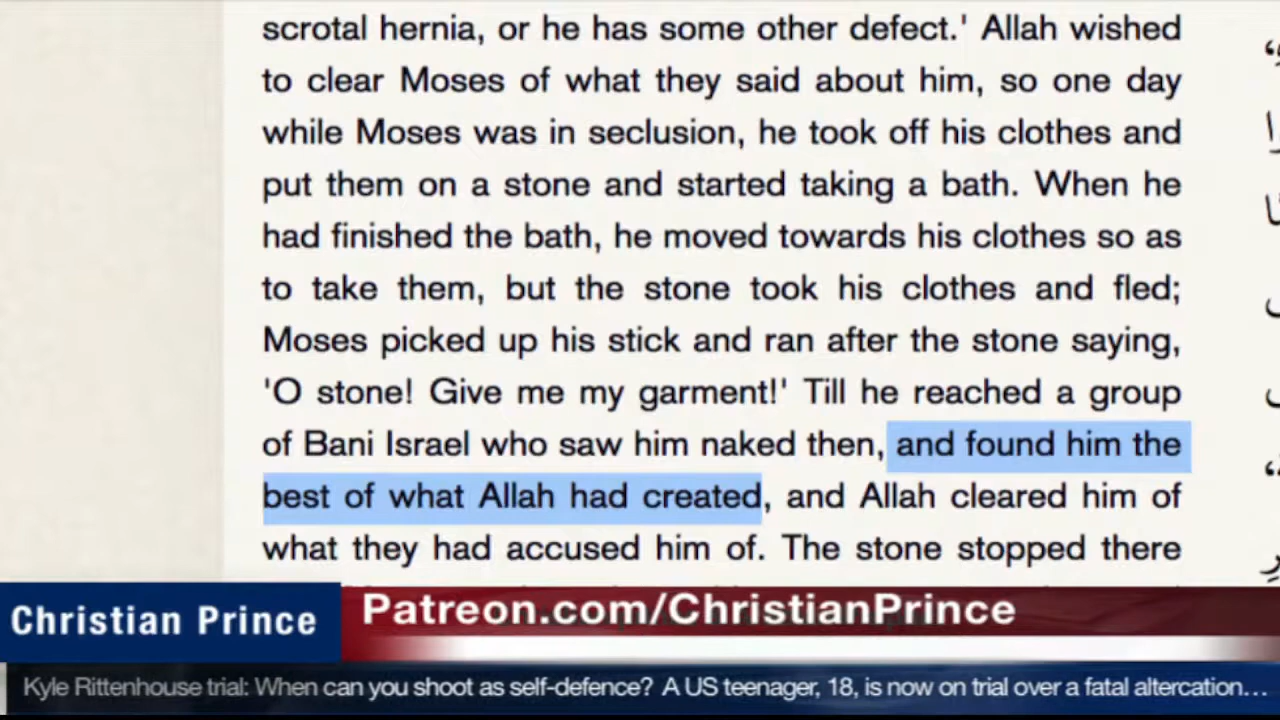 scrotal hernia, or he has some other defect.' Allah wished
to clear Moses of what they said about him, so one day
while Moses was in seclusion, he took off his clothes and
put them on a stone and started taking a bath. When he
had finished the bath, he moved towards his clothes so as
to take them, but the stone took his clothes and fled;
Moses picked up his stick and ran after the stone saying,
'O stone! Give me my garment!' Till he reached a group
of Bani Israel who saw him naked then, and found him the
best of what Allah had created, and Allah cleared him of
what they had accused him of. The stone stopped there
Christian Prince
Patreon.com/ChristianPrince
Kyle Rittenhouse trial: When can you shoot as self-defence? A US teenager, 18, is now on trial over a fatal altercation…